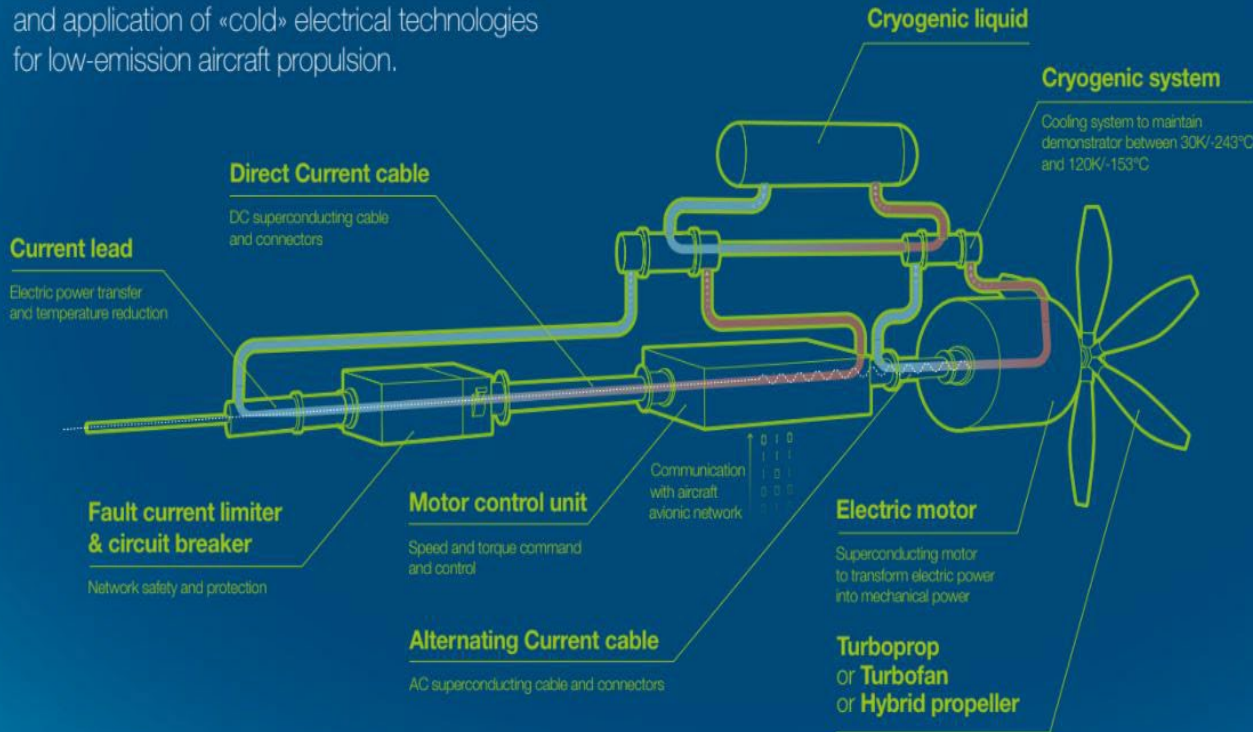 and application of «cold» electrical technologies
for low-emission aircraft propulsion.
Cryogenic liquid
Cryogenic system
Cooling system to maintain
demonstrator between 30K/-243°C
and 120K/-153°C
Direct Current cable
DC superconducting cable
and connectors
Current lead
Electric power transfer
and temperature reduction
Fault current limiter
& circuit breaker
Network safety and protection
Motor control unit
Speed and torque command
and control
Communication
with aircraft
avionic network
Alternating Current cable
AC superconducting cable and connectors
Electric motor
Superconducting motor
to transform electric power
into mechanical power
Turboprop
or Turbofan
or Hybrid propeller